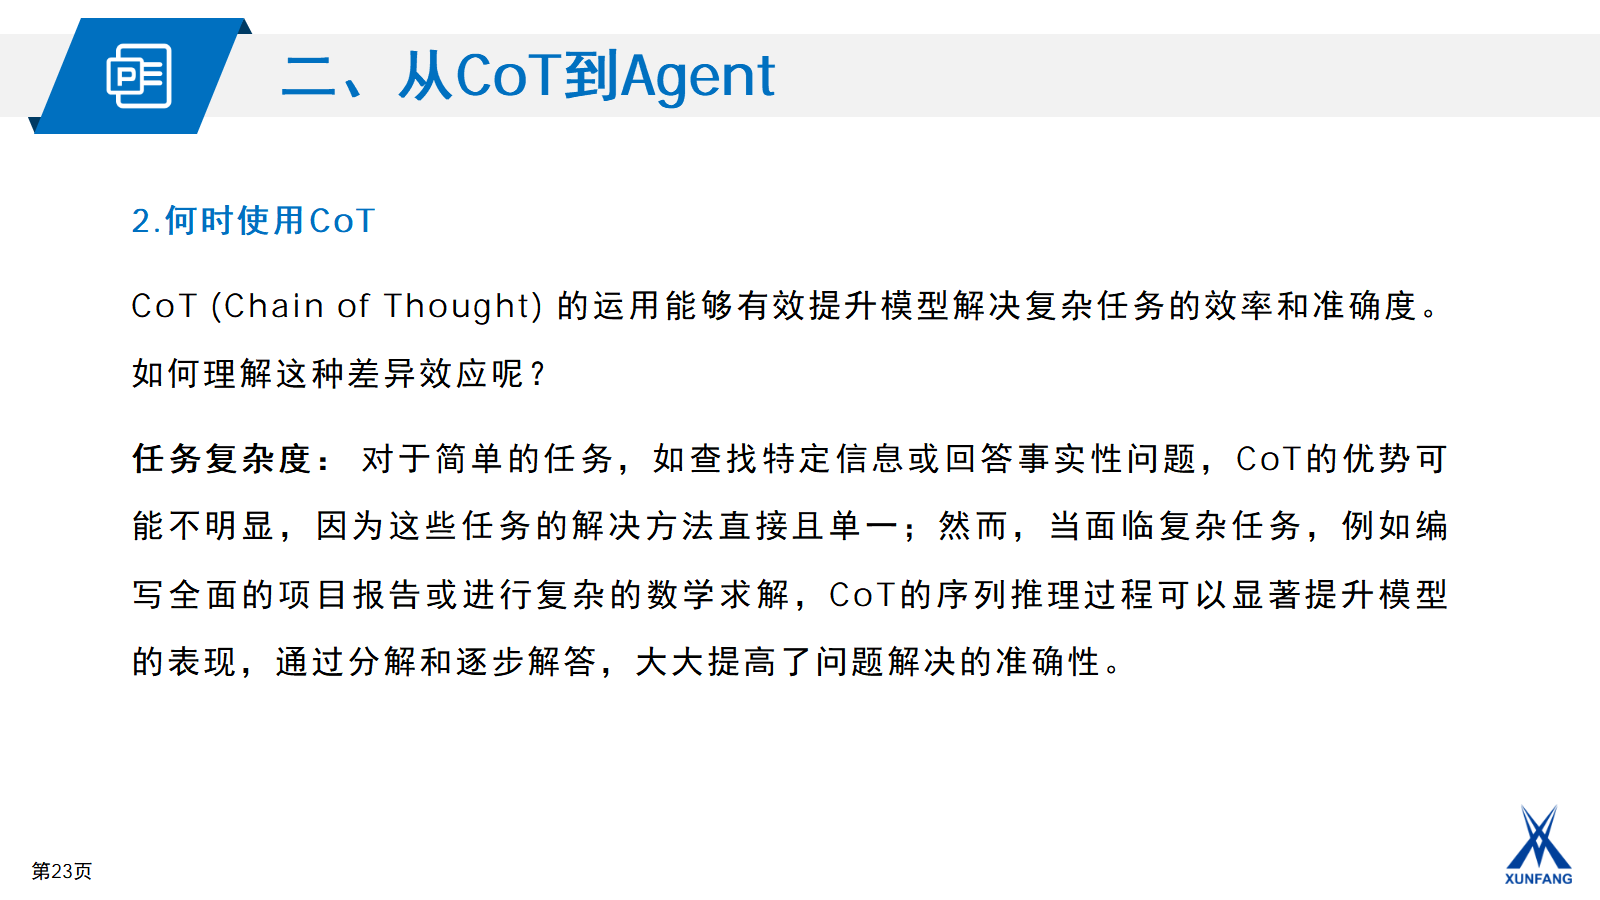 二、从CoT到Agent
2.何时使用CoT
CoT (Chain of Thought) 的运用能够有效提升模型解决复杂任务的效率和准确度。
如何理解这种差异效应呢？
任务复杂度： 对于简单的任务，如查找特定信息或回答事实性问题，CoT的优势可
能不明显，因为这些任务的解决方法直接且单一；然而，当面临复杂任务，例如编
写全面的项目报告或进行复杂的数学求解，CoT的序列推理过程可以显著提升模型
的表现，通过分解和逐步解答，大大提高了问题解决的准确性。
第23页
XUNFANG